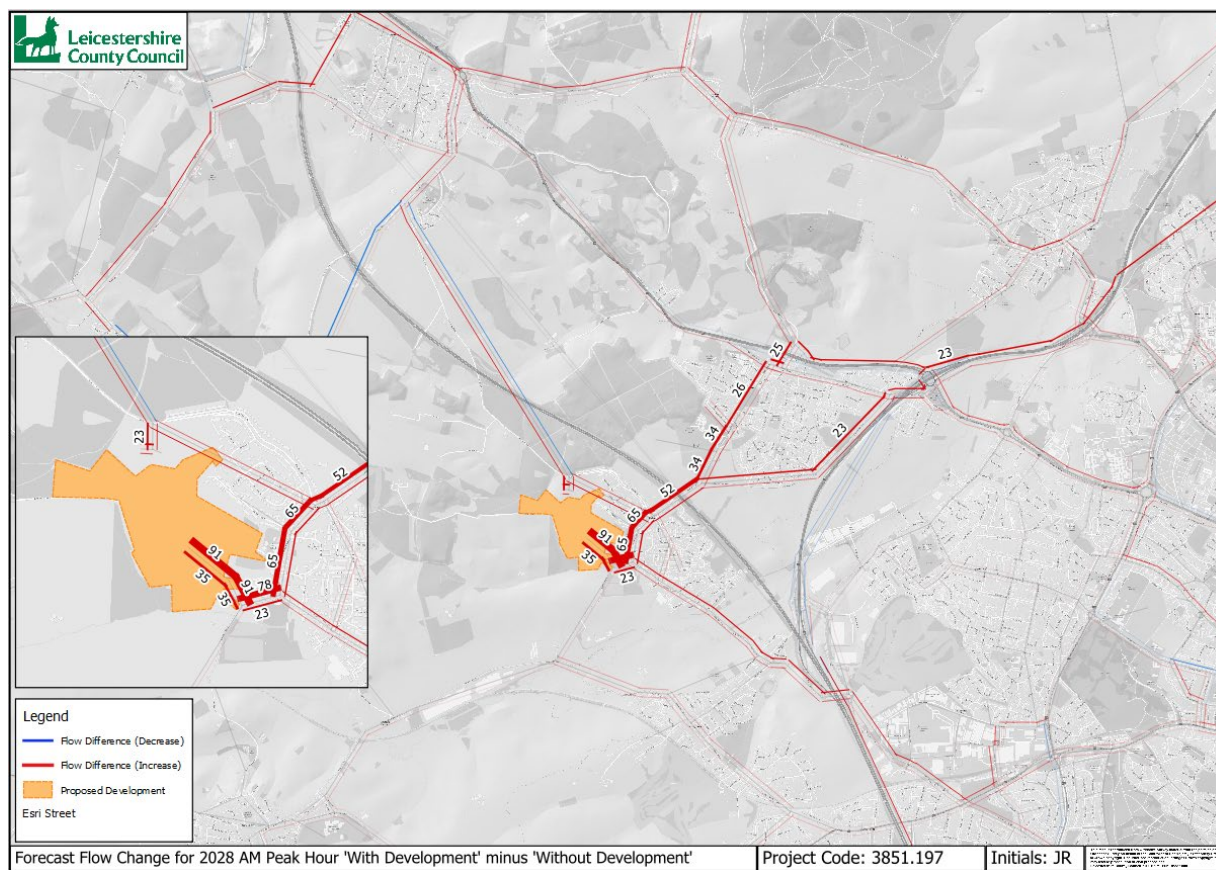 Leicestershire
County Council
25
26
34
34
23
23
52
65
65
91
35
23
23
52
65
65
91
91
78
35
35
23
Legend
Flow Difference (Decrease)
Flow Difference (Increase)
Proposed Development
Esri Street
Forecast Flow Change for 2028 AM Peak Hour 'With Development' minus 'Without Development'
Project Code: 3851.197
Initials: JR